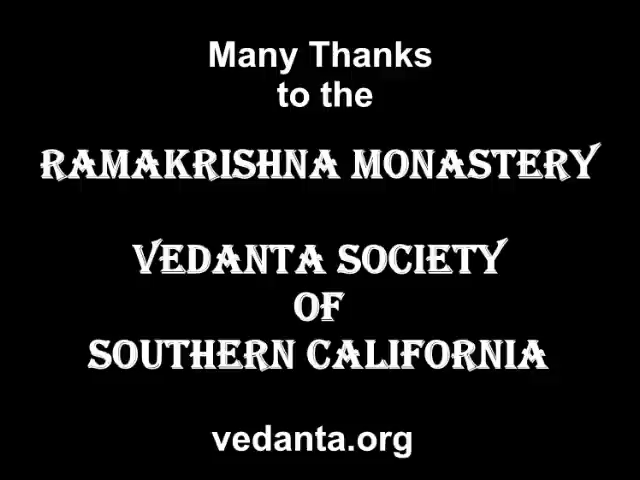 Many Thanks
to the
RAMAKRISHNA MONASTERY
VEDANTA SOCIETY
OF
SOUTHERN CALIFORNIA
vedanta.org